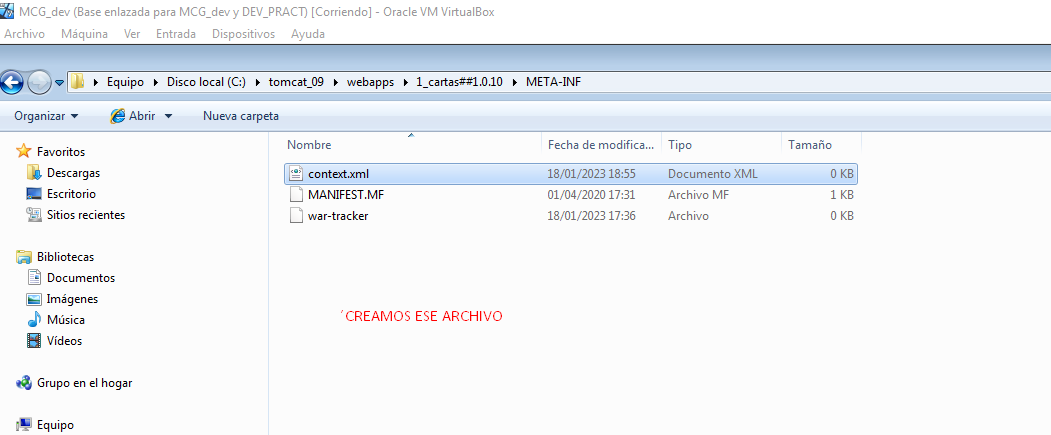 MCG_dev (Base enlazada para MCG_dev y DEV_PRACT) [Corriendo] - Oracle VM VirtualBox
Archivo Máquina Ver Entrada Dispositivos Ayuda
Equipo Disco local (C:) tomcat_09 webapps 1_cartas##1.0.10 META-INF
Organizar Abrir Nueva carpeta
Favoritos
Descargas
Escritorio
Sitios recientes
Bibliotecas
Documentos
Imágenes
Música
Vídeos
Grupo en el hogar
Equipo
Nombre Fecha de modifica... Tipo Tamaño
context.xml 18/01/2023 18:55 Documento XML 0 KB
MANIFEST.MF 01/04/2020 17:31 Archivo MF 1 KB
war-tracker 18/01/2023 17:36 Archivo 0 KB
´CREAMOS ESE ARCHIVO